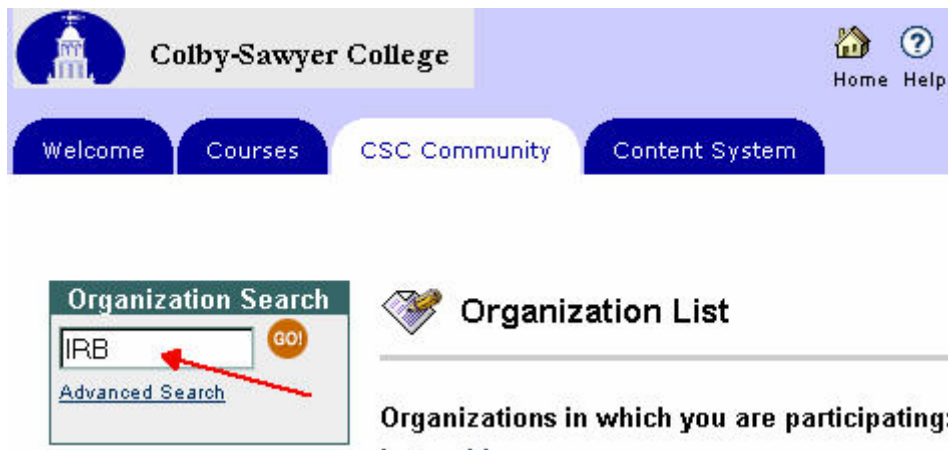 Colby-Sawyer College
Home Help
Welcome Courses CSC Community Content System
Organization Search
IRB GO!
Advanced Search
Organization List
Organizations in which you are participating: